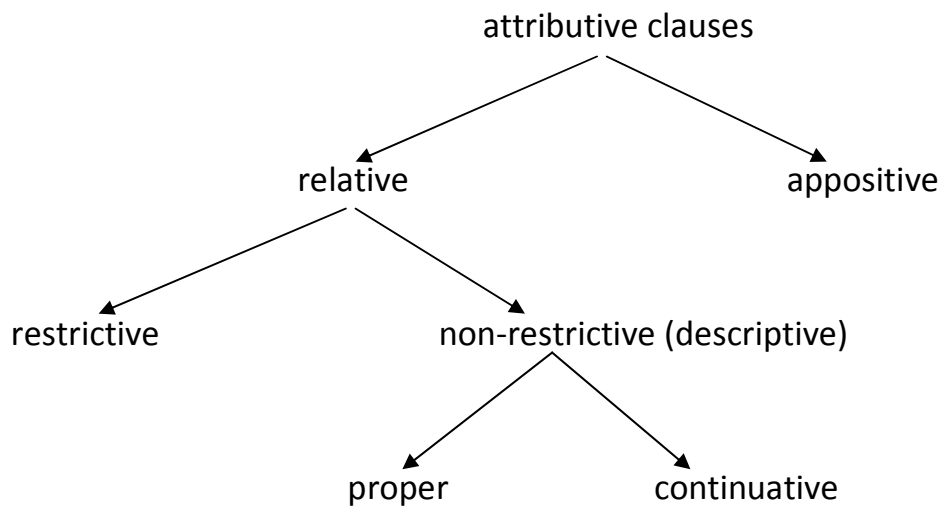 attributive clauses
relative appositive
restrictive non-restrictive (descriptive)
proper continuative